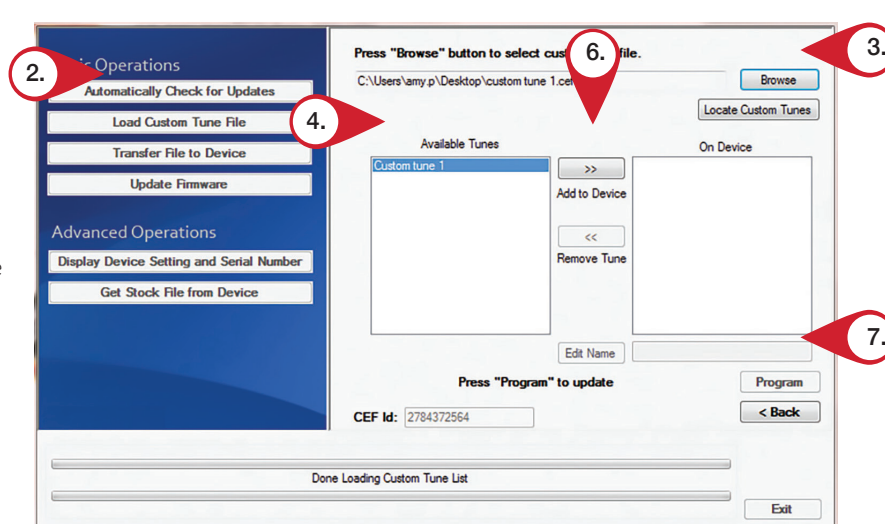 2.
Operations
Automatically Check for Updates
Load Custom Tune File
Transfer File to Device
Update Firmware
Advanced Operations
Display Device Setting and Serial Number
Get Stock File from Device
Press "Browse" button to select file.
6.
3.
C:\Users\amy.p\Desktop\custom tune 1.cef
Browse
Locate Custom Tunes
4.
Available Tunes
On Device
Custom tune 1
>>
Add to Device
<<
Remove Tune
7.
Edit Name
Press "Program" to update
Program
CEF Id: 2784372564
< Back
Done Loading Custom Tune List
Exit